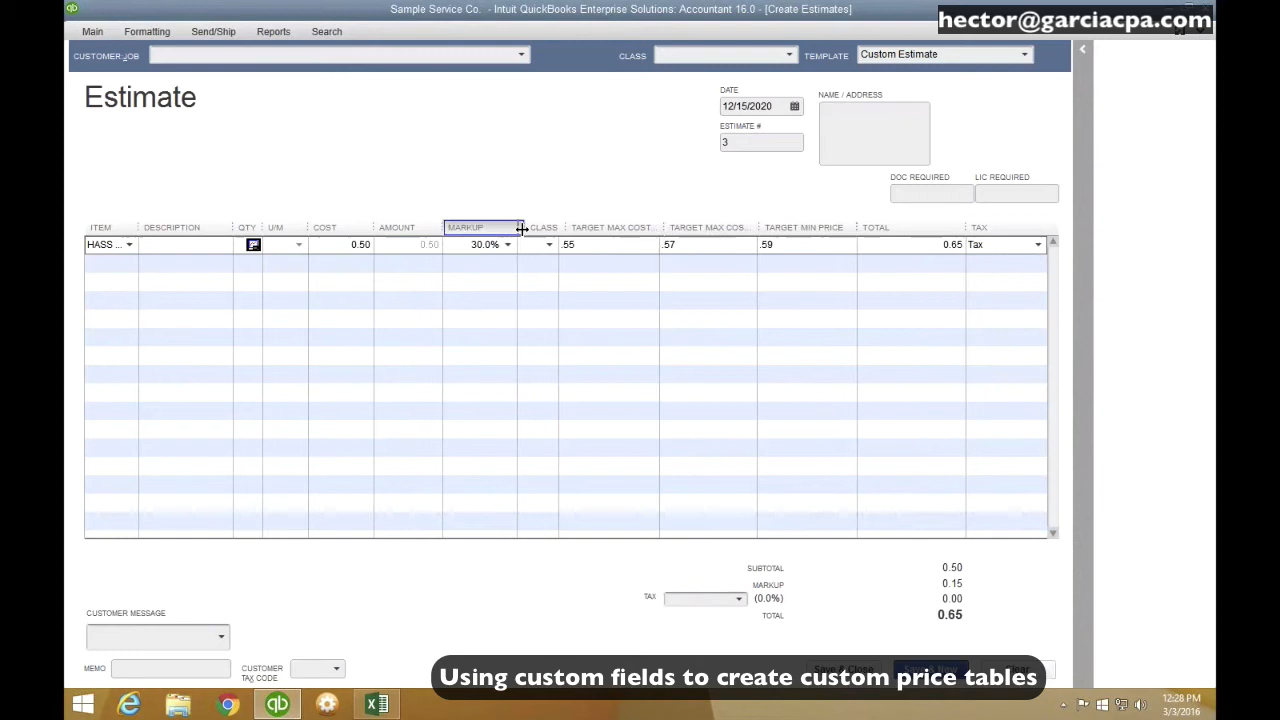 Sample Service Co. - Intuit QuickBooks Enterprise Solutions: Accountant 16.0 - [Create Estimates]
hector@garciacpa.com
Main Formatting Send/Ship Reports Search
CUSTOMER:JOB CLASS TEMPLATE Custom Estimate
Estimate
DATE
12/15/2020
ESTIMATE #
3
NAME / ADDRESS
DOC REQUIRED LIC REQUIRED
ITEM DESCRIPTION QTY U/M COST AMOUNT MARKUP CLASS TARGET MAX COST... TARGET MAX COS... TARGET MIN PRICE TOTAL TAX
HASS ... 0.50 0.50 30.0% .55 .57 .59 0.65 Tax
SUBTOTAL 0.50
MARKUP 0.15
TAX (0.0%) 0.00
TOTAL 0.65
CUSTOMER MESSAGE
MEMO
CUSTOMER
TAX CODE
Save & Close Save & New Clear
Using custom fields to create custom price tables
12:28 PM
3/3/2016